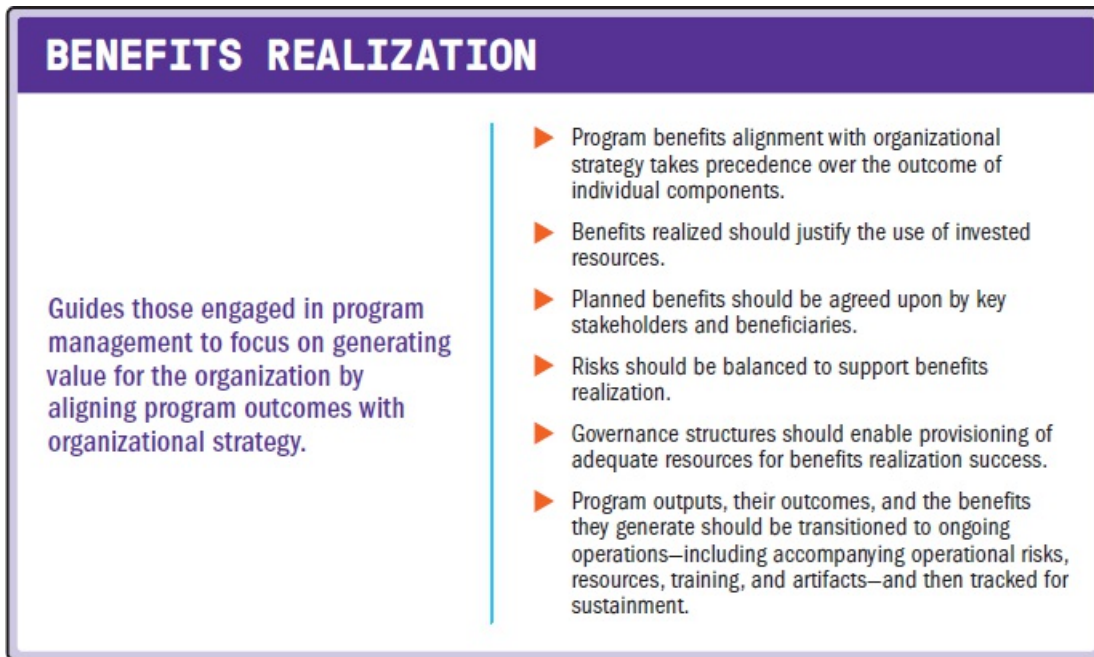 BENEFITS REALIZATION
Guides those engaged in program
management to focus on generating
value for the organization by
aligning program outcomes with
organizational strategy.
Program benefits alignment with organizational
strategy takes precedence over the outcome of
individual components.
Benefits realized should justify the use of invested
resources.
Planned benefits should be agreed upon by key
stakeholders and beneficiaries.
Risks should be balanced to support benefits
realization.
Governance structures should enable provisioning of
adequate resources for benefits realization success.
Program outputs, their outcomes, and the benefits
they generate should be transitioned to ongoing
operations—including accompanying operational risks,
resources, training, and artifacts—and then tracked for
sustainment.